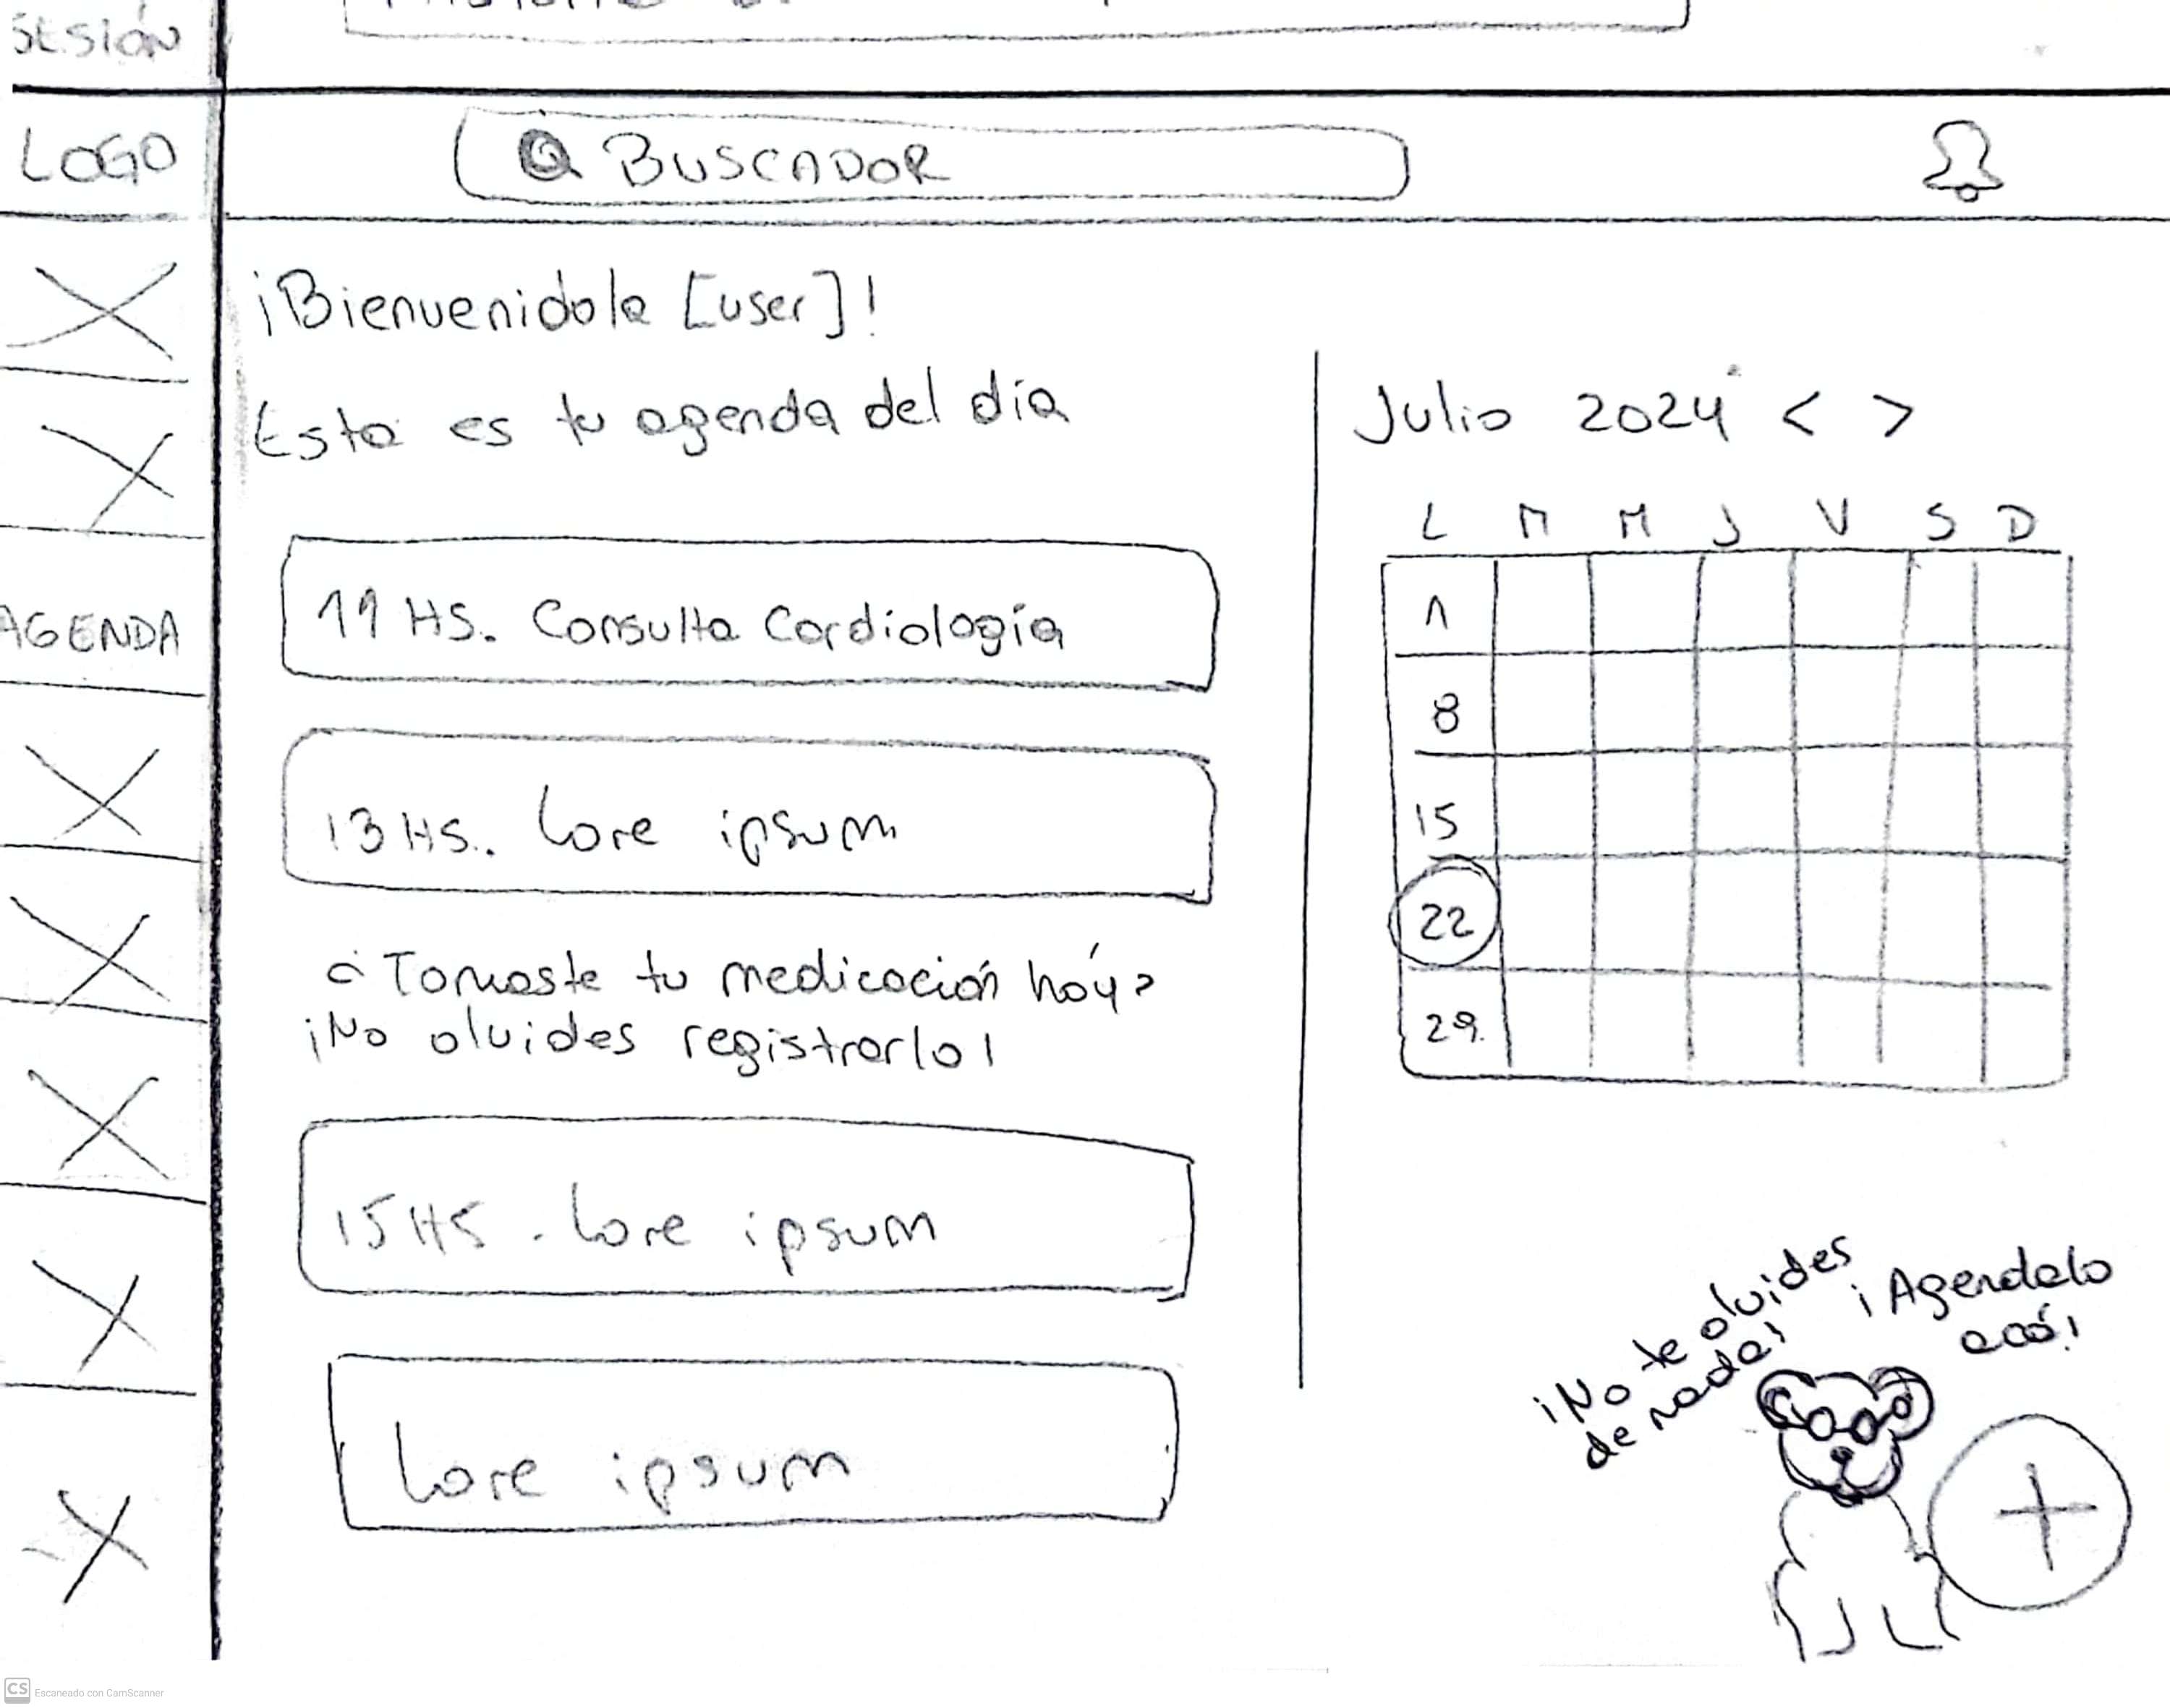 SESIÓN
LOGO
BUSCADOR
¡Bienvenido/a [user]!
Esta es tu agenda del día
Julio 2024 < >
L M M J V S D
1
8
15
22
29
AGENDA
11 HS. Consulta Cardiología
13 HS. Lore ipsum
¿Tomaste tu medicación hóy?
¡No olvides registrarlo!
15 HS. Lore ipsum
Lore ipsum
¡No te olvides
de nada!
¡Agendalo
acá!
+
CS Escaneado con CamScanner